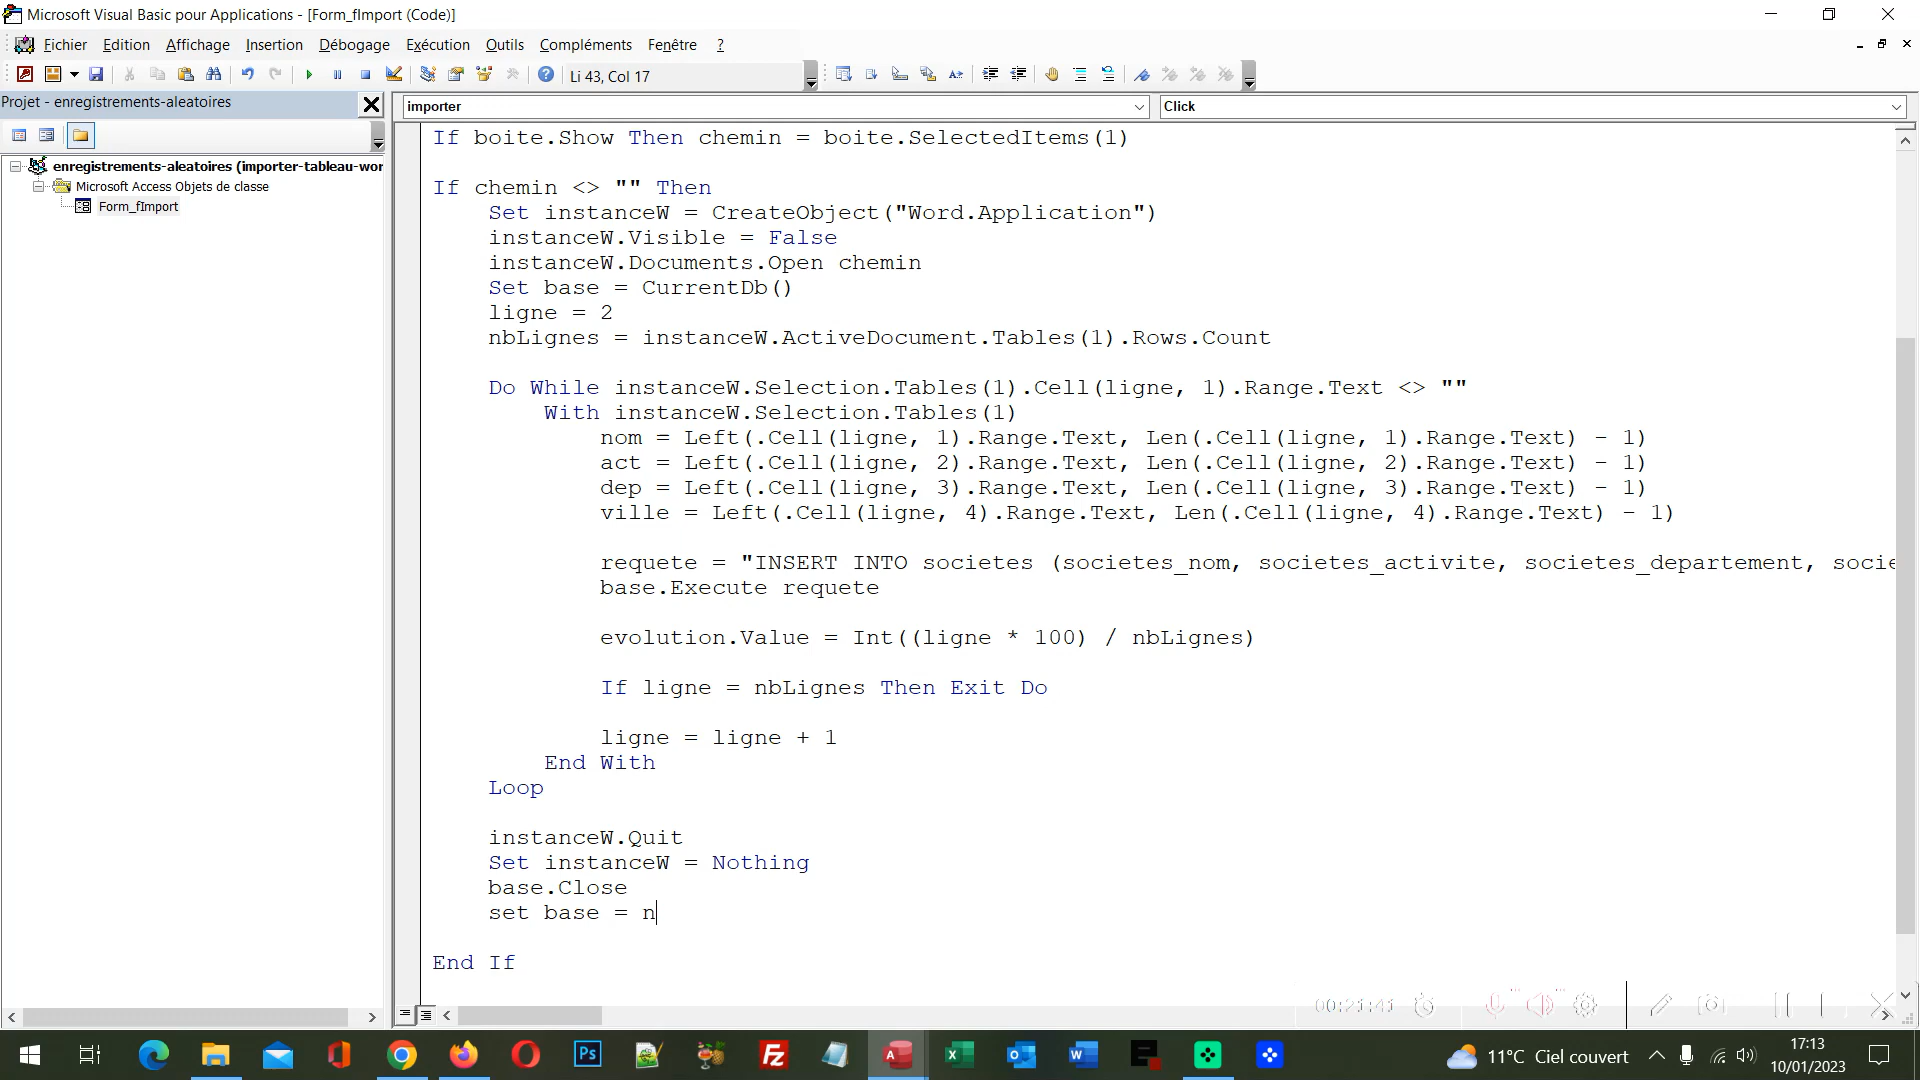 Microsoft Visual Basic pour Applications - [Form_fImport (Code)]
Fichier Edition Affichage Insertion Débogage Exécution Outils Compléments Fenêtre ?
Li 43, Col 17
Projet - enregistrements-aleatoires
importer
Click
enregistrements-aleatoires (importer-tableau-wor
Microsoft Access Objets de classe
Form_fImport
If boite.Show Then chemin = boite.SelectedItems(1)
If chemin <> "" Then
Set instanceW = CreateObject("Word.Application")
instanceW.Visible = False
instanceW.Documents.Open chemin
Set base = CurrentDb()
ligne = 2
nbLignes = instanceW.ActiveDocument.Tables(1).Rows.Count
Do While instanceW.Selection.Tables(1).Cell(ligne, 1).Range.Text <> ""
With instanceW.Selection.Tables(1)
nom = Left(.Cell(ligne, 1).Range.Text, Len(.Cell(ligne, 1).Range.Text) - 1)
act = Left(.Cell(ligne, 2).Range.Text, Len(.Cell(ligne, 2).Range.Text) - 1)
dep = Left(.Cell(ligne, 3).Range.Text, Len(.Cell(ligne, 3).Range.Text) - 1)
ville = Left(.Cell(ligne, 4).Range.Text, Len(.Cell(ligne, 4).Range.Text) - 1)
requete = "INSERT INTO societes (societes_nom, societes_activite, societes_departement, socie
base.Execute requete
evolution.Value = Int((ligne * 100) / nbLignes)
If ligne = nbLignes Then Exit Do
ligne = ligne + 1
End With
Loop
instanceW.Quit
Set instanceW = Nothing
base.Close
set base = n
End If
00:21:41
11°C Ciel couvert
17:13
10/01/2023